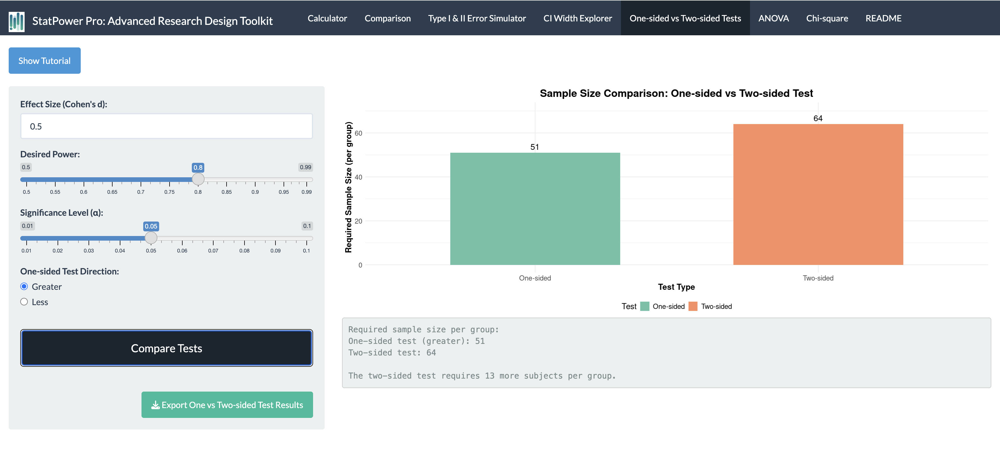 StatPower Pro: Advanced Research Design Toolkit
Calculator Comparison Type I & II Error Simulator CI Width Explorer One-sided vs Two-sided Tests ANOVA Chi-square README
Show Tutorial
Effect Size (Cohen's d):
0.5
Desired Power:
0.5 0.8 0.99
0.5 0.55 0.6 0.65 0.7 0.75 0.8 0.85 0.9 0.95 0.99
Significance Level (α):
0.01 0.05 0.1
0.01 0.02 0.03 0.04 0.05 0.06 0.07 0.08 0.09 0.1
One-sided Test Direction:
Greater
Less
Compare Tests
Export One vs Two-sided Test Results
Sample Size Comparison: One-sided vs Two-sided Test
Required Sample Size (per group)
60
40
20
0
51
64
One-sided Two-sided
Test Type
Test One-sided Two-sided
Required sample size per group:
One-sided test (greater): 51
Two-sided test: 64
The two-sided test requires 13 more subjects per group.